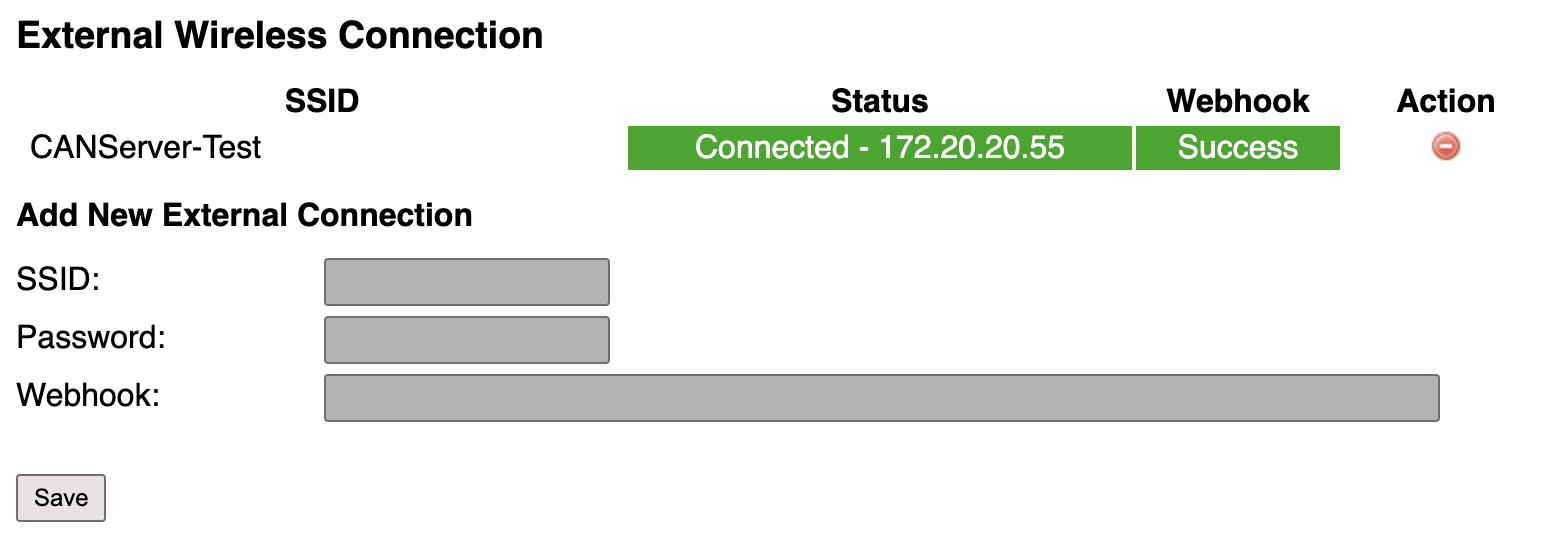 External Wireless Connection
SSID Status Webhook Action
CANServer-Test Connected - 172.20.20.55 Success
Add New External Connection
SSID:
Password:
Webhook:
Save